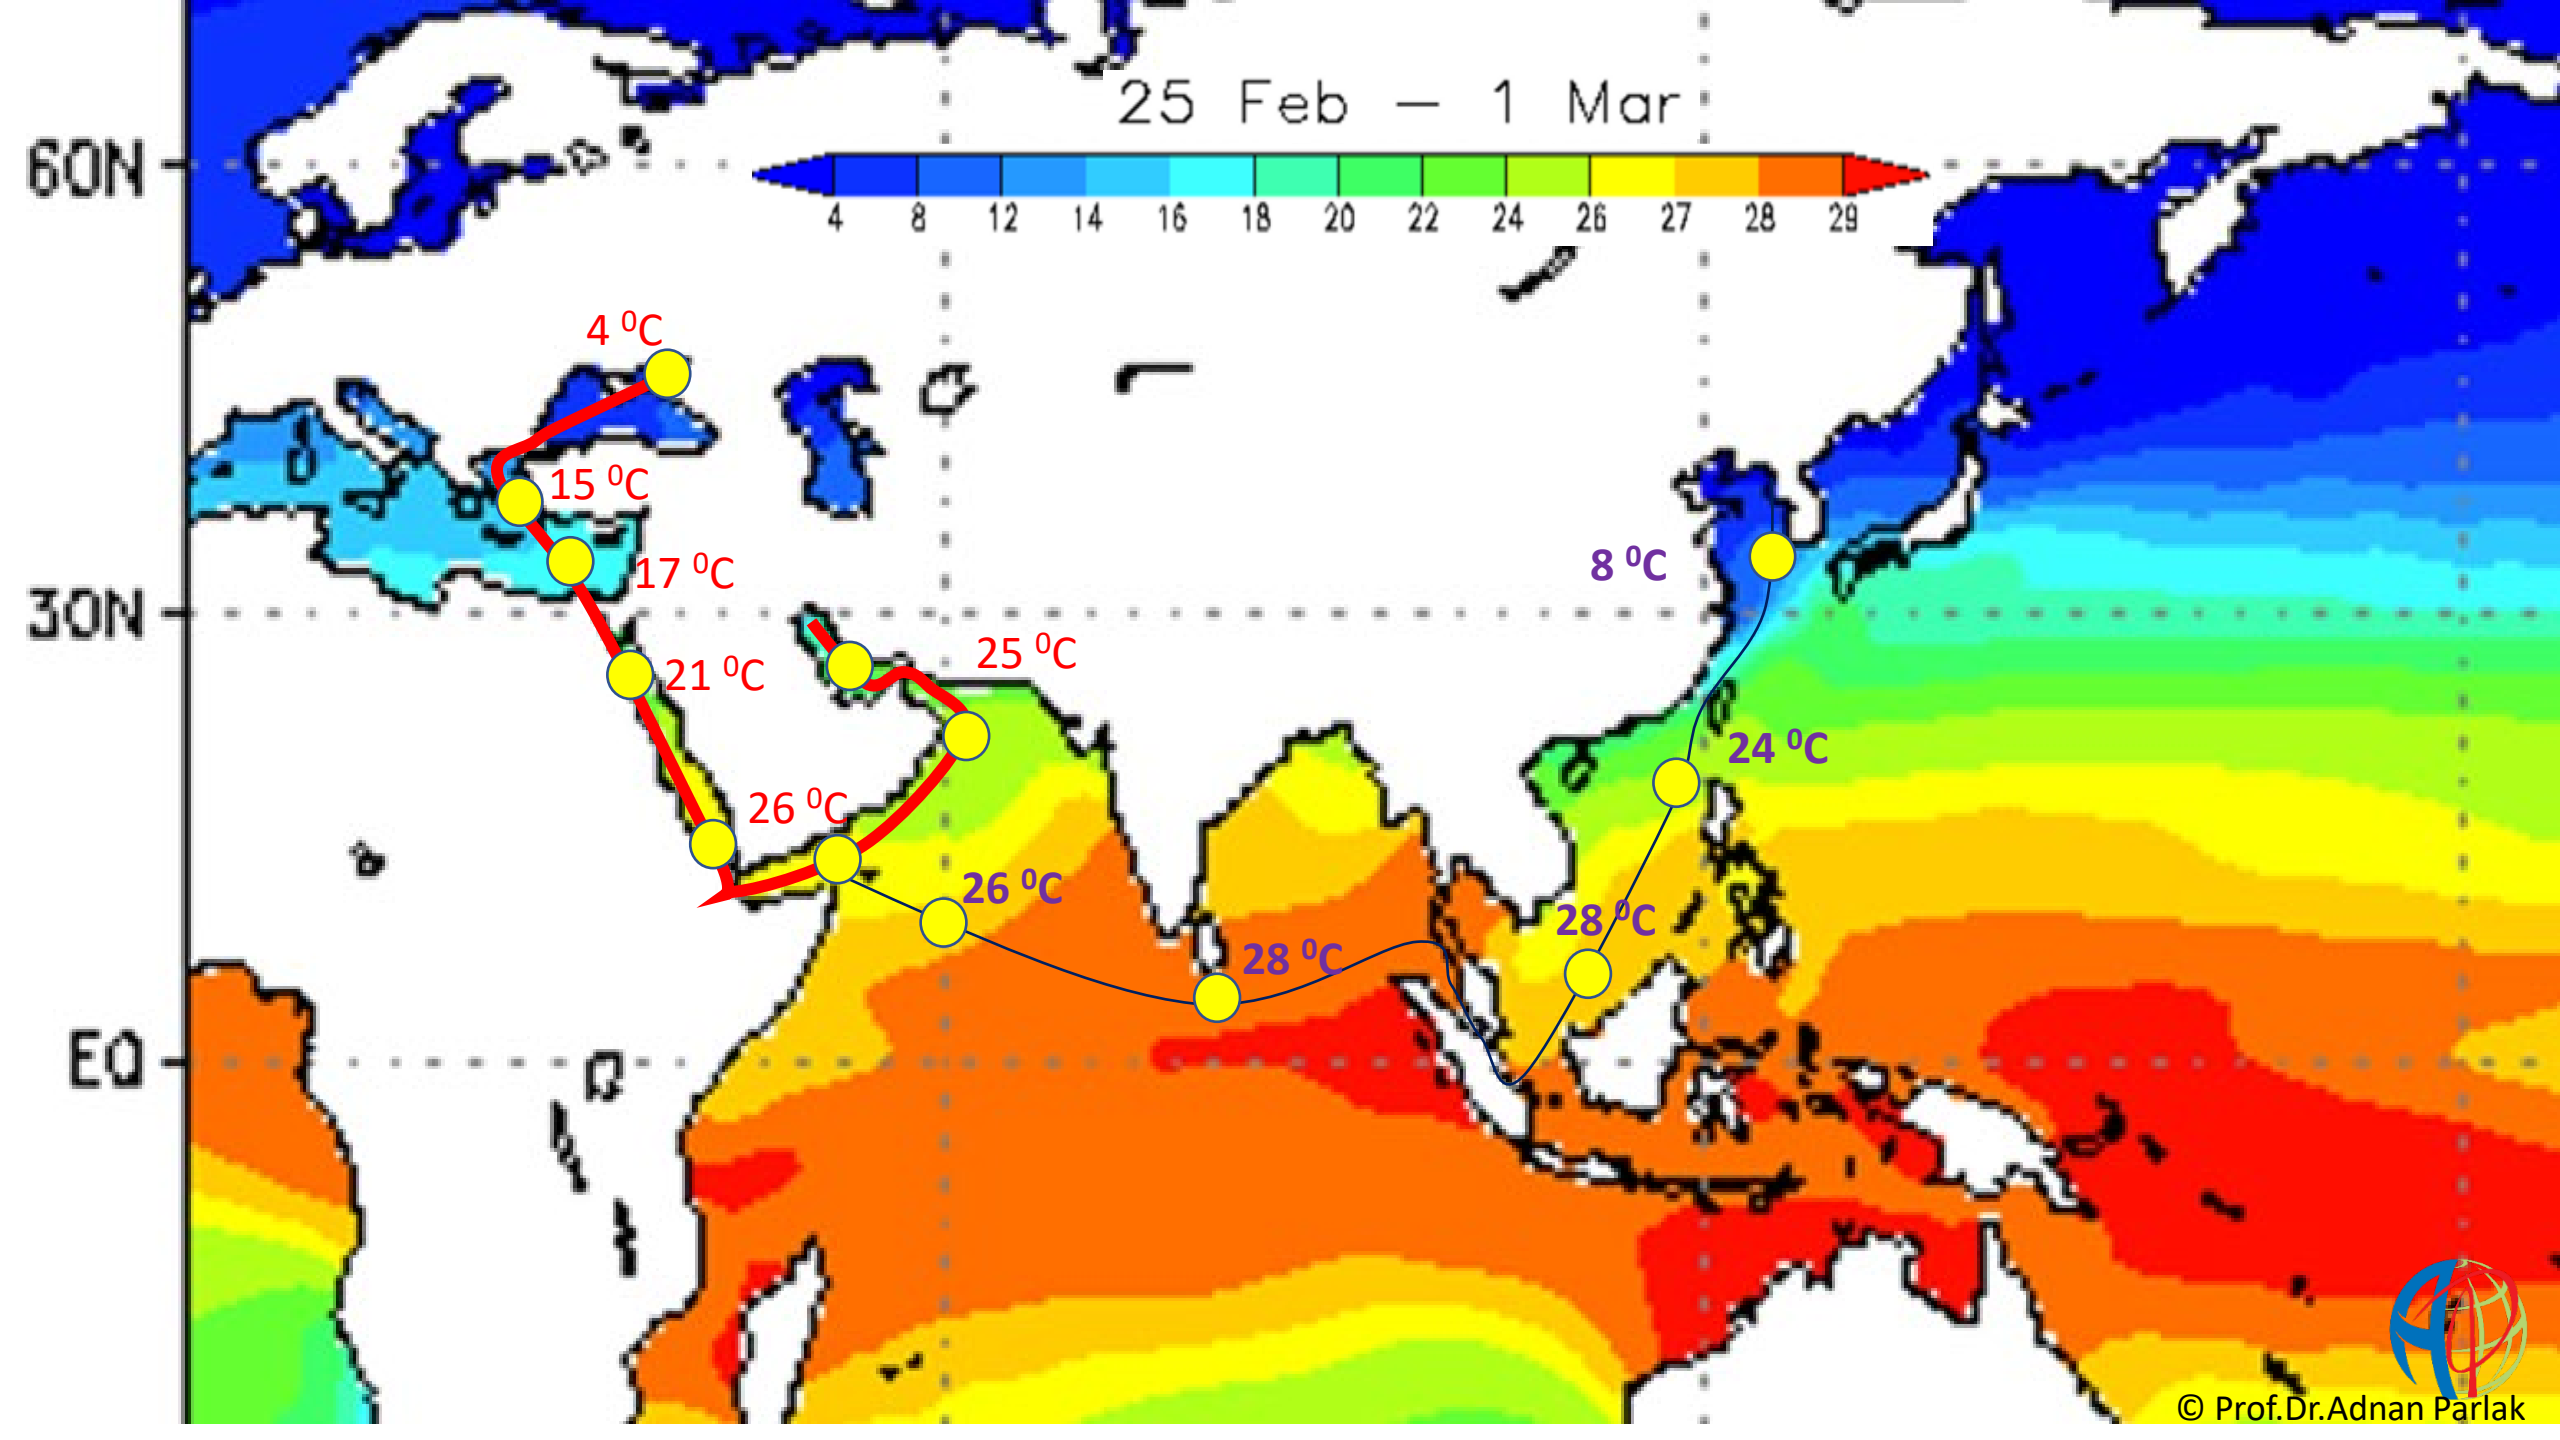 25 Feb – 1 Mar
60N
4 8 12 14 16 18 20 22 24 26 27 28 29
4 ⁰C
15 ⁰C
17 ⁰C
8 ⁰C
30N
25 ⁰C
21 ⁰C
24 ⁰C
26 ⁰C
26 ⁰C
28 ⁰C
28 ⁰C
EQ
© Prof.Dr.Adnan Parlak